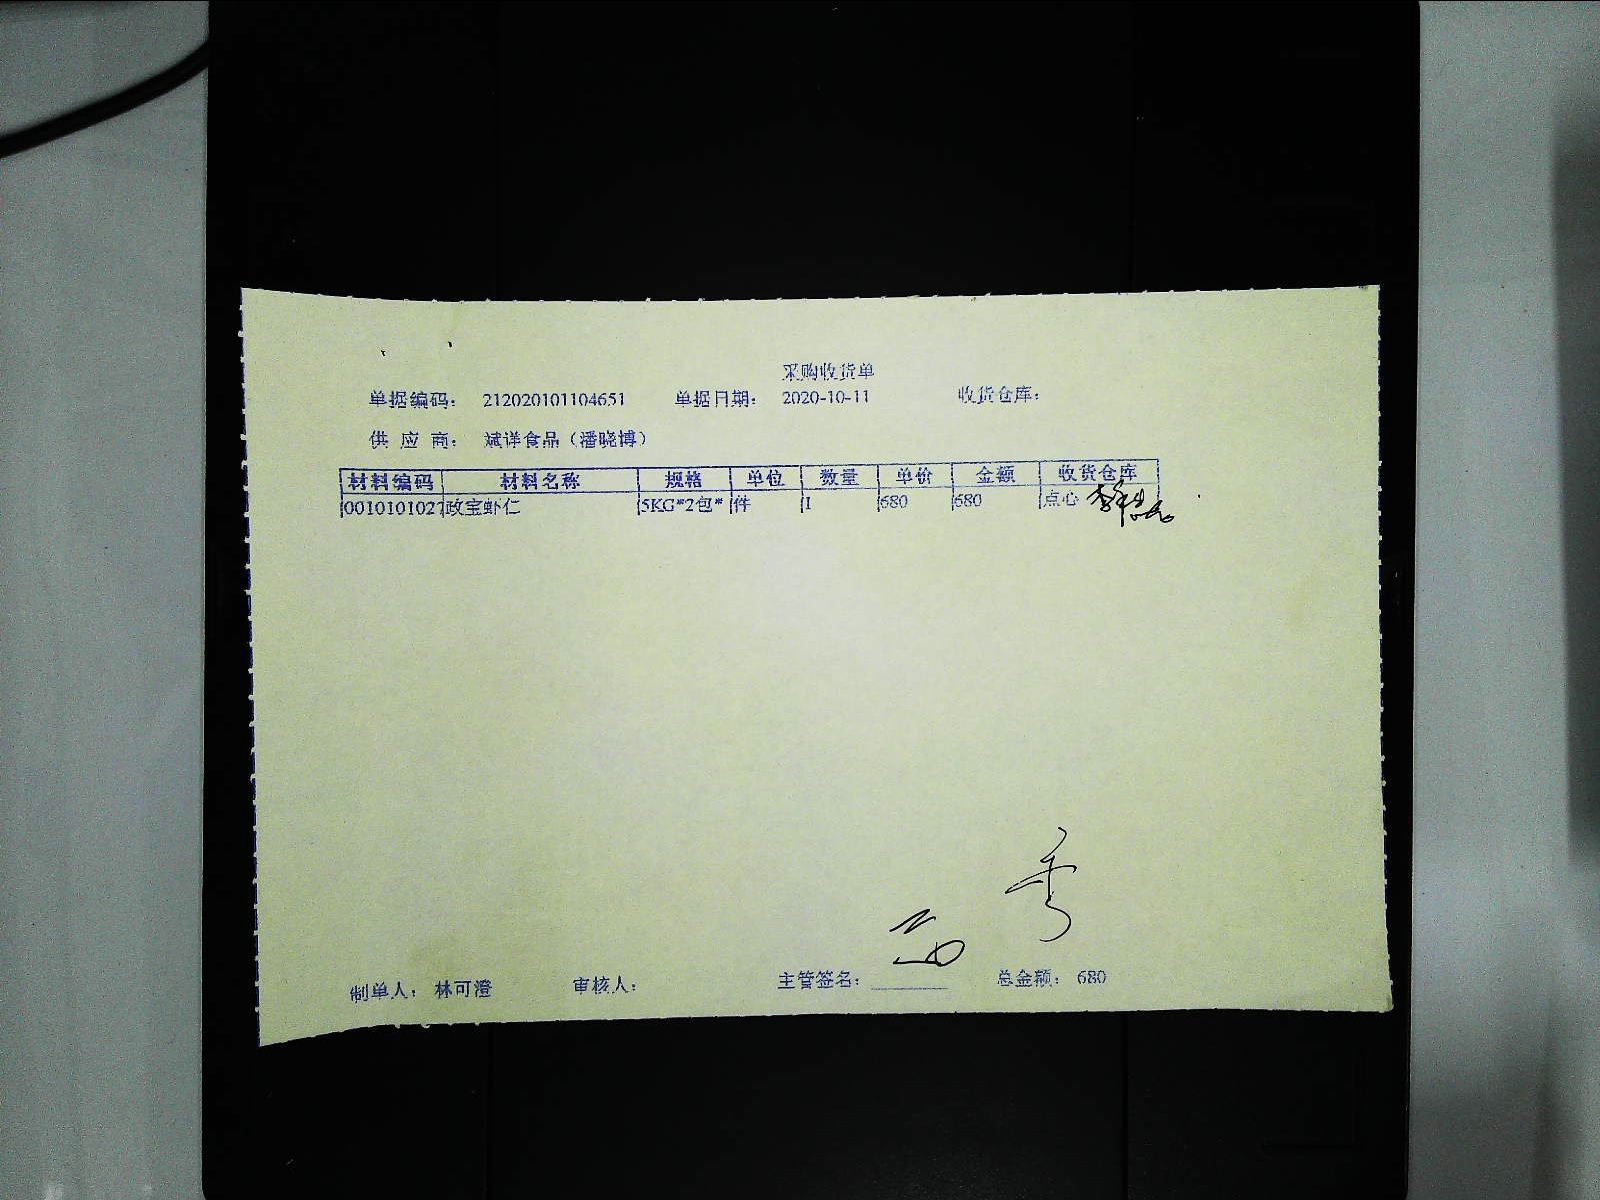 采购收货单
单据编码： 212020101104651 单据日期： 2020-10-11 收货仓库：
供 应 商： 斌洋食品（潘晓博）
材料编码 材料名称 规格 单位 数量 单价 金额 收货仓库
0010101027 政宝虾仁 5KG*2包* 件 1 680 680 点心
制单人： 林可澄 审核人： 主管签名： 总金额： 680